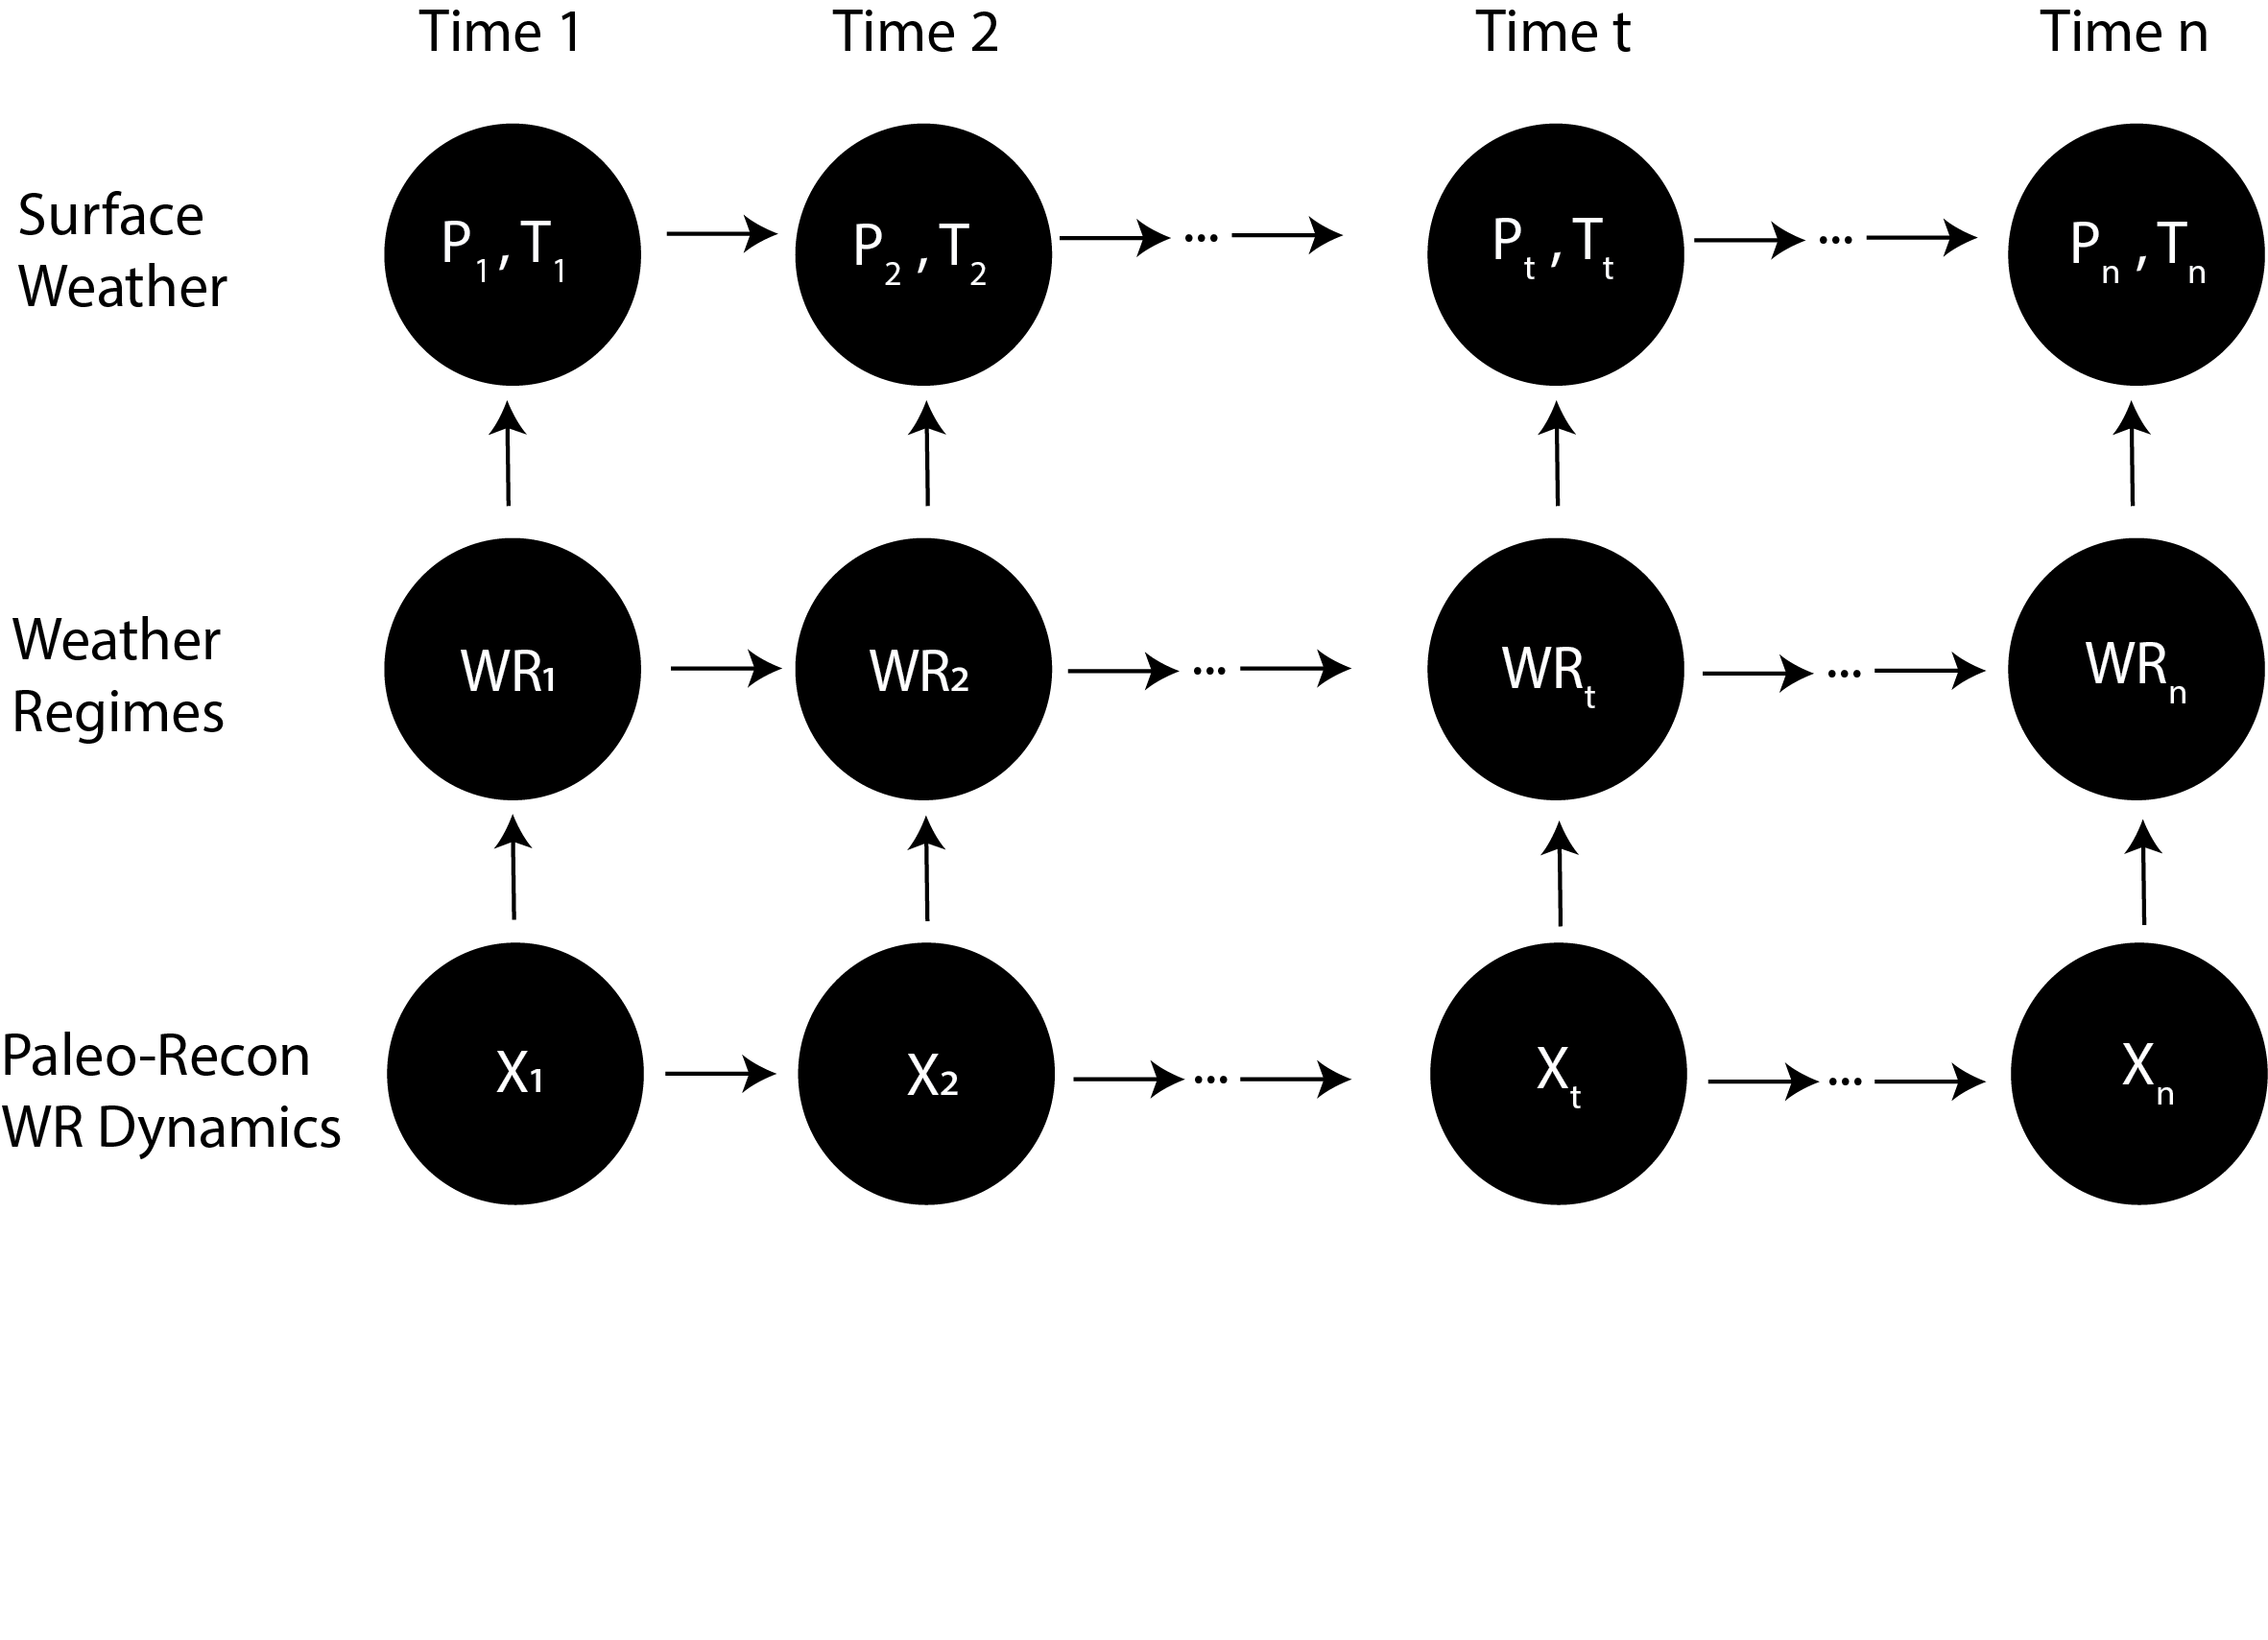 Time 1 Time 2 Time t Time n
Surface
Weather
P1, T1 ... P2, T2 ... Pt, Tt ... Pn, Tn
Weather
Regimes
WR1 WR2 ... WRt ... WRn
Paleo-Recon
WR Dynamics
X1 X2 ... Xt ... Xn